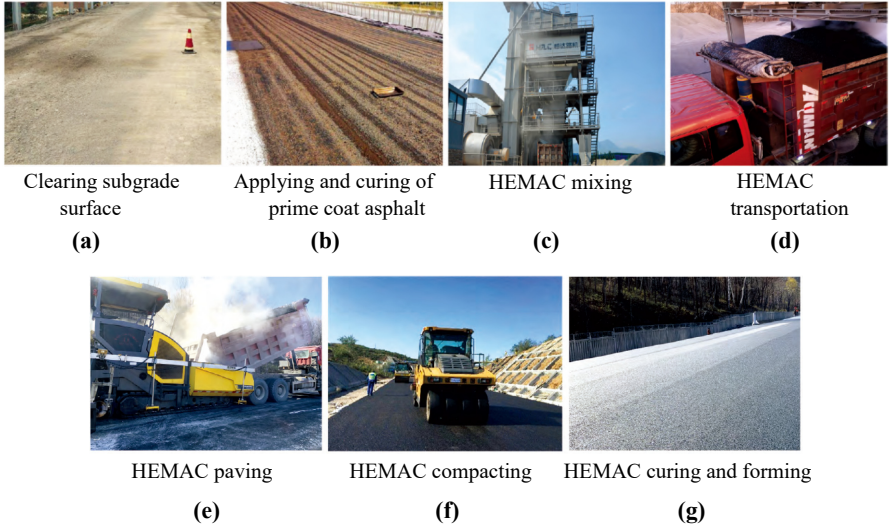 AUMAN
Clearing subgrade
surface
(a)
Applying and curing of
prime coat asphalt
(b)
HEMAC mixing
(c)
HEMAC
transportation
(d)
HEMAC paving
(e)
HEMAC compacting
(f)
HEMAC curing and forming
(g)